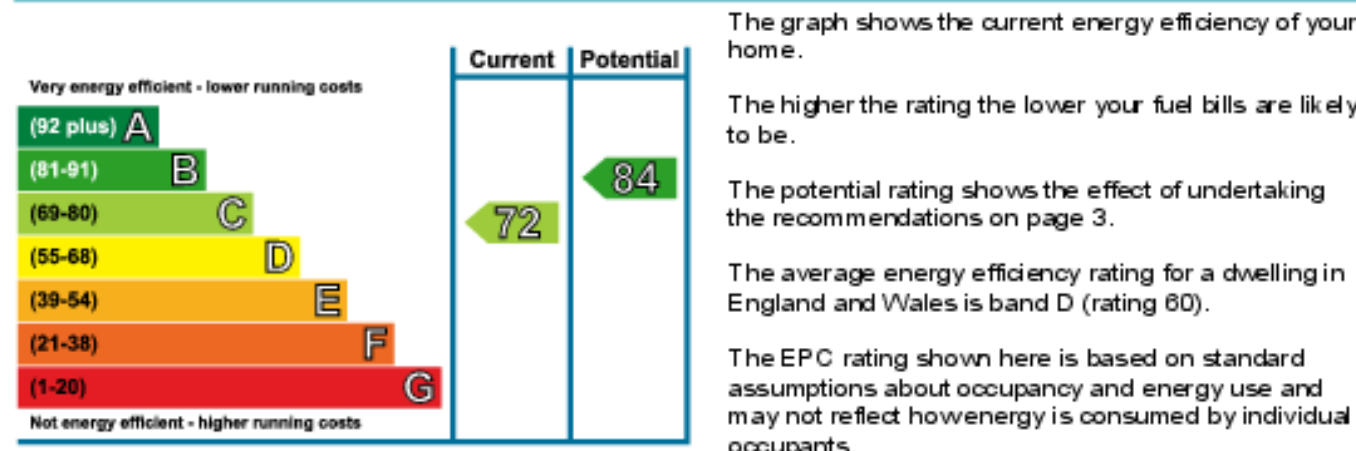 Current Potential
Very energy efficient - lower running costs
(92 plus) A
(81-91) B
84
(69-80) C
72
(55-68) D
(39-54) E
(21-38) F
(1-20) G
Not energy efficient - higher running costs
The graph shows the current energy efficiency of your
home.
The higher the rating the lower your fuel bills are likely
to be.
The potential rating shows the effect of undertaking
the recommendations on page 3.
The average energy efficiency rating for a dwelling in
England and Wales is band D (rating 60).
The EPC rating shown here is based on standard
assumptions about occupancy and energy use and
may not reflect how energy is consumed by individual
occupants.